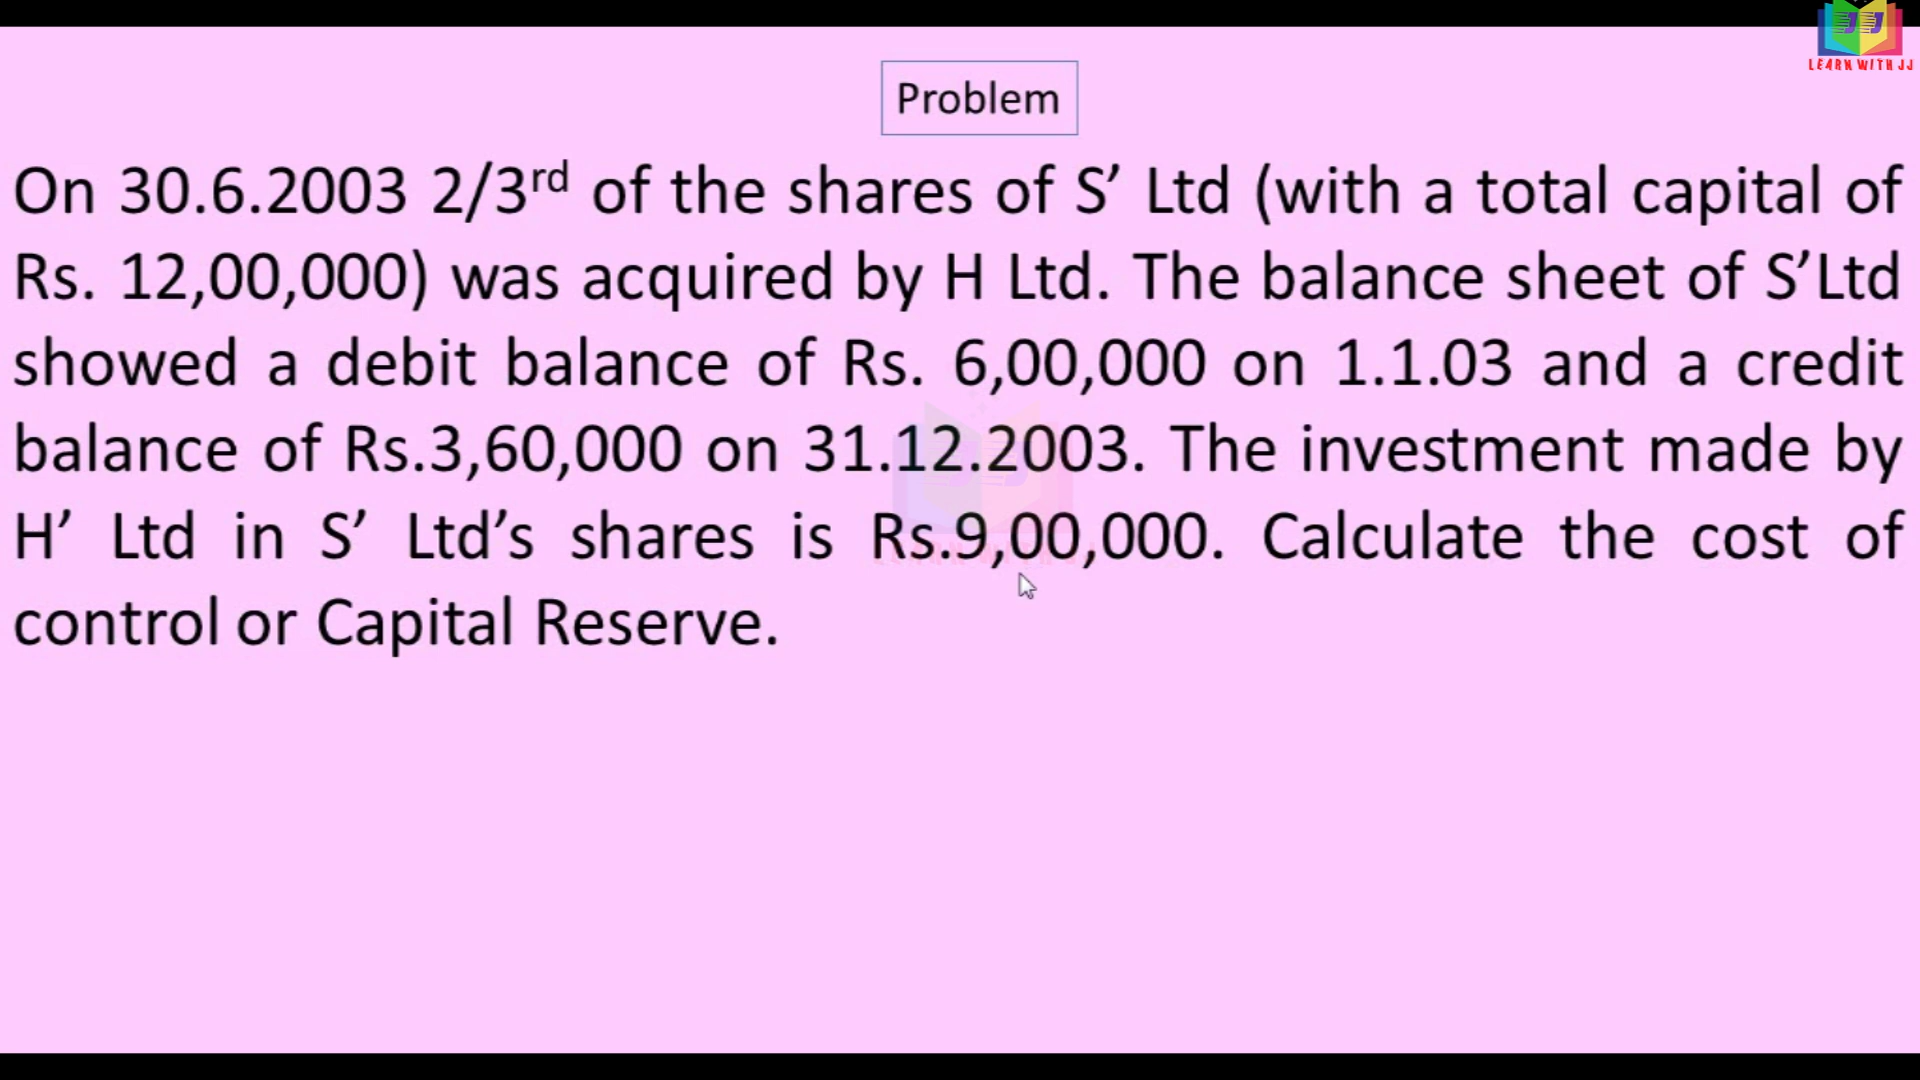 LEARN WITH JJ
Problem
On 30.6.2003 2/3rd of the shares of S’ Ltd (with a total capital of
Rs. 12,00,000) was acquired by H Ltd. The balance sheet of S’Ltd
showed a debit balance of Rs. 6,00,000 on 1.1.03 and a credit
balance of Rs.3,60,000 on 31.12.2003. The investment made by
H’ Ltd in S’ Ltd’s shares is Rs.9,00,000. Calculate the cost of
control or Capital Reserve.